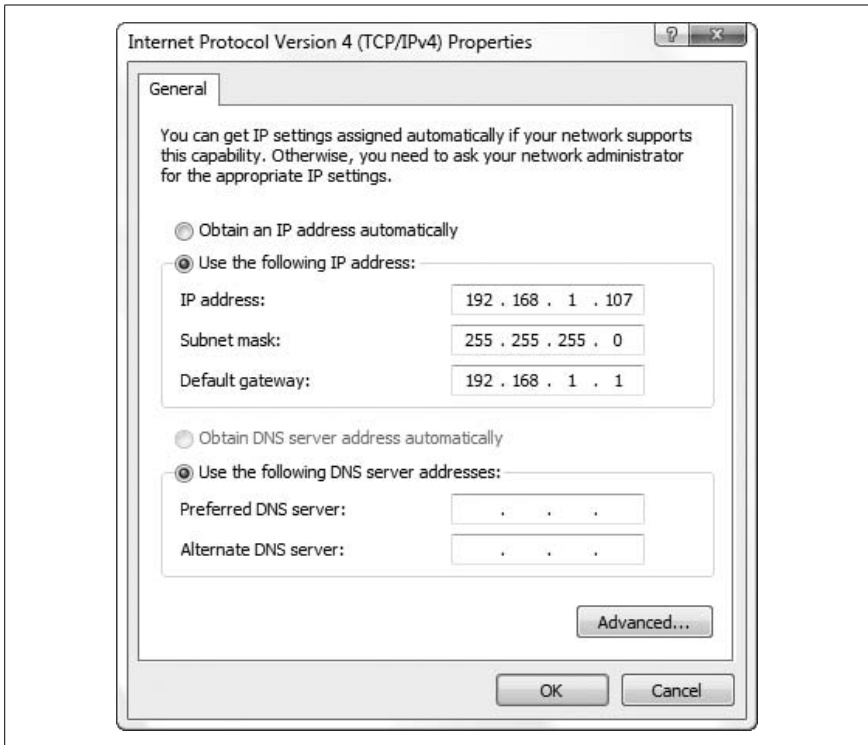 Internet Protocol Version 4 (TCP/IPv4) Properties
General
You can get IP settings assigned automatically if your network supports
this capability. Otherwise, you need to ask your network administrator
for the appropriate IP settings.
Obtain an IP address automatically
Use the following IP address:
IP address: 192 . 168 . 1 . 107
Subnet mask: 255 . 255 . 255 . 0
Default gateway: 192 . 168 . 1 . 1
Obtain DNS server address automatically
Use the following DNS server addresses:
Preferred DNS server: . . .
Alternate DNS server: . . .
Advanced...
OK Cancel